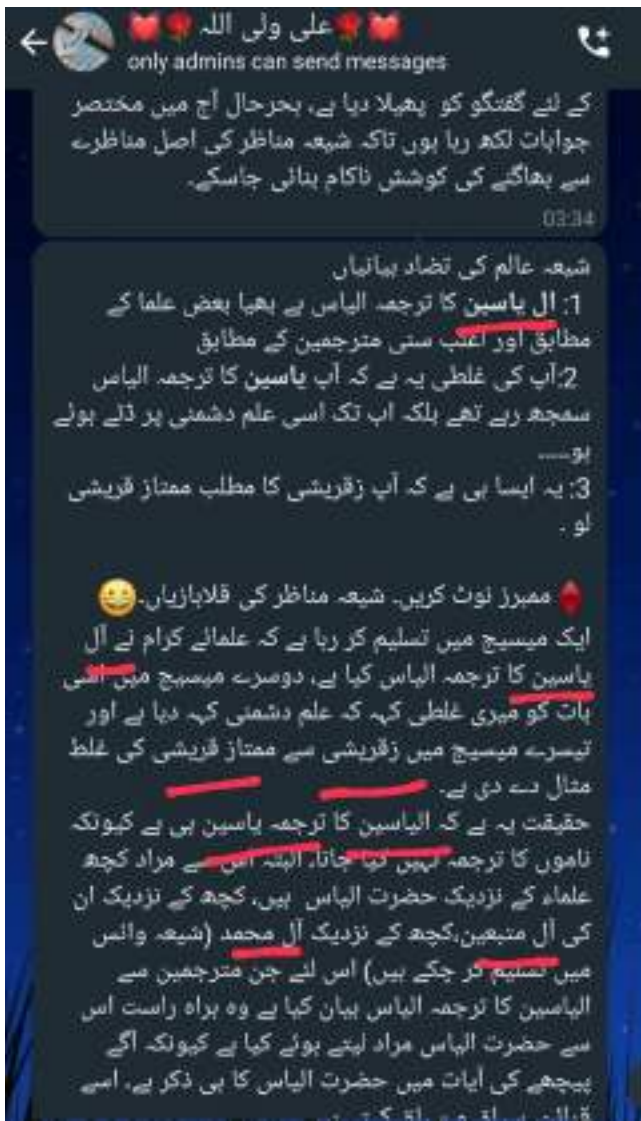 علی ولی اللہ
only admins can send messages
کے لئے گفتگو کو پھیلا دیا ہے، بحرحال آج میں مختصر
جوابات لکھ رہا ہوں تاکہ شیعہ مناظر کی اصل مناظرے
سے بھاگنے کی کوشش ناکام بنائی جاسکے۔
03:34
شیعہ عالم کی تضاد بیانیاں
1: ال یاسین کا ترجمہ الیاس ہے بھیا بعض علما کے
مطابق اور اغلب سنی مترجمین کے مطابق
2:آپ کی غلطی یہ ہے کہ آپ یاسین کا ترجمہ الیاس
سمجھ رہے تھے بلکہ اب تک اسی علم دشمنی پر ڈٹے ہوئے
ہو۔۔۔۔
3: یہ ایسا ہی ہے کہ آپ زقریشی کا مطلب ممتاز قریشی
لو ۔
ممبرز نوٹ کریں۔ شیعہ مناظر کی قلابازیاں۔
ایک میسیج میں تسلیم کر رہا ہے کہ علمائے کرام نے آل
یاسین کا ترجمہ الیاس کیا ہے، دوسرے میسیج میں اسی
بات کو میری غلطی کہہ کہ علم دشمنی کہہ دیا ہے اور
تیسرے میسیج میں زقریشی سے ممتاز قریشی کی غلط
مثال دے دی ہے۔
حقیقت یہ ہے کہ الیاسین کا ترجمہ یاسین ہی ہے کیونکہ
ناموں کا ترجمہ نہیں کیا جاتا، البتہ اس سے مراد کچھ
علماء کے نزدیک حضرت الیاس ہیں، کچھ کے نزدیک ان
کی آل متبعین،کچھ کے نزدیک آل محمد (شیعہ وائس
میں تسلیم کر چکے ہیں) اس لئے جن مترجمین سے
الیاسین کا ترجمہ الیاس بیان کیا ہے وہ براہ راست اس
سے حضرت الیاس مراد لیتے ہوئے کیا ہے کیونکہ آگے
پیچھے کی آیات میں حضرت الیاس کا ہی ذکر ہے، اسے